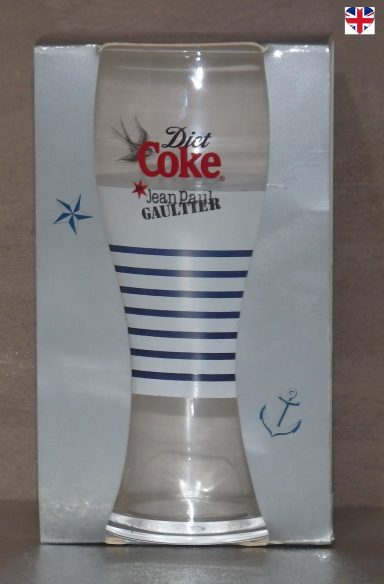 Diet
Coke
Jean Paul
GAULTIER